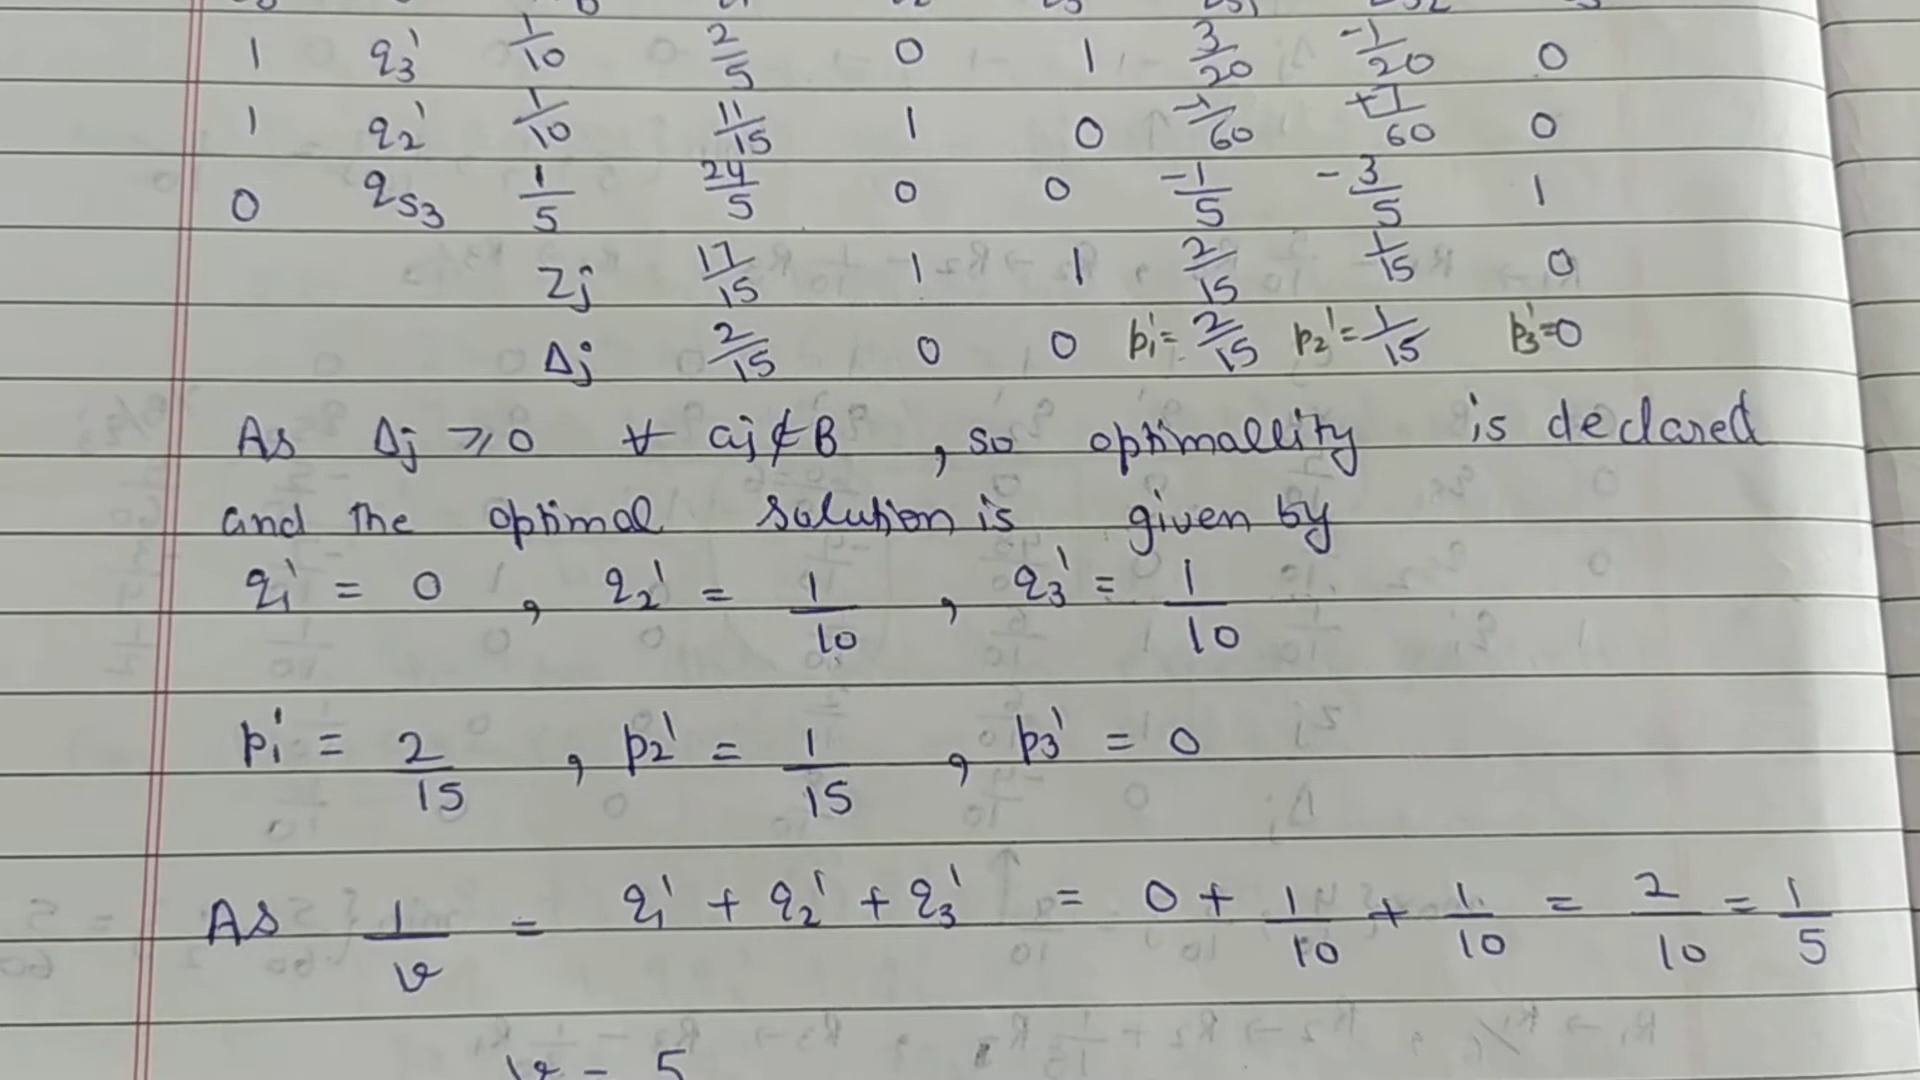 1 q3' 1/10 2/5 0 1 3/20 -1/20 0
1 q2' 1/10 11/15 1 0 -1/60 +1/60 0
0 qs3 1/5 24/5 0 0 -1/5 -3/5 1
Zj 17/15 1 1 2/15 1/15 0
Δj 2/15 0 0 p1'= 2/15 p2'= 1/15 p3'=0
As Δj ≥0 ∀ aj∉B , so optimallity is declared
and the optimal solution is given by
q1' = 0 , q2' = 1/10 , q3' = 1/10
p1' = 2/15 , p2' = 1/15 , p3' = 0
As 1/v = q1' + q2' + q3' = 0 + 1/10 + 1/10 = 2/10 = 1/5
v = 5